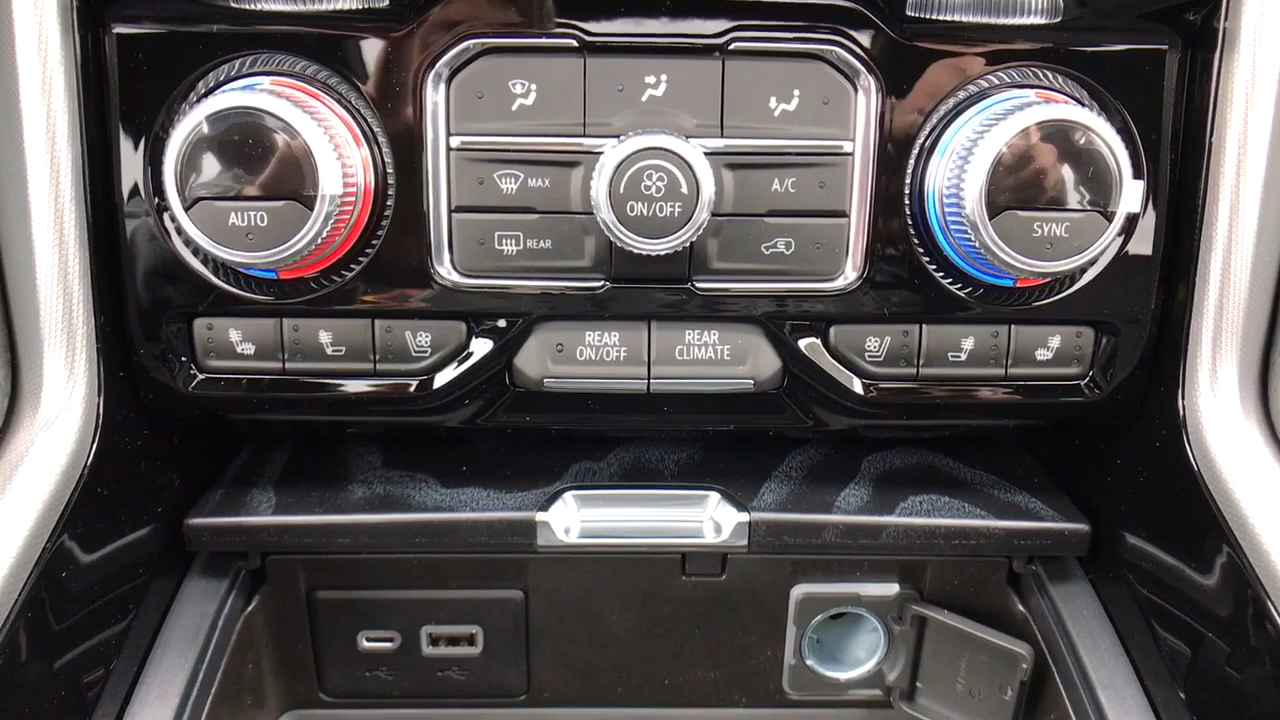 AUTO
MAX
REAR
ON/OFF
A/C
SYNC
REAR
ON/OFF
REAR
CLIMATE